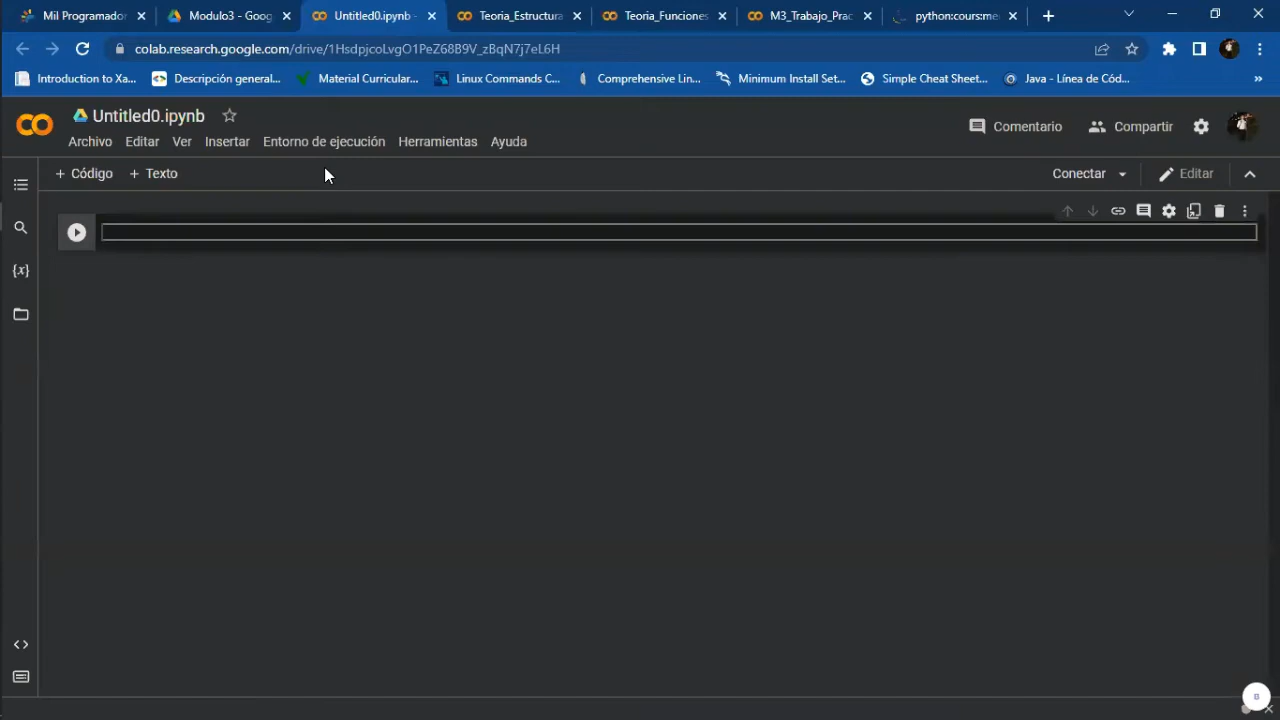 Mil Programador
Modulo3 - Goog
Untitled0.ipynb -
Teoria_Estructura
Teoria_Funciones
M3_Trabajo_Prac
python:cours:me
colab.research.google.com/drive/1HsdpjcoLvgO1PeZ68B9V_zBqN7j7eL6H
Introduction to Xa...
Descripción general...
Material Curricular...
Linux Commands C...
Comprehensive Lin...
Minimum Install Set...
Simple Cheat Sheet...
Java - Línea de Cód...
Untitled0.ipynb
Archivo
Editar
Ver
Insertar
Entorno de ejecución
Herramientas
Ayuda
Comentario
Compartir
+ Código
+ Texto
Conectar
Editar
{x}
B